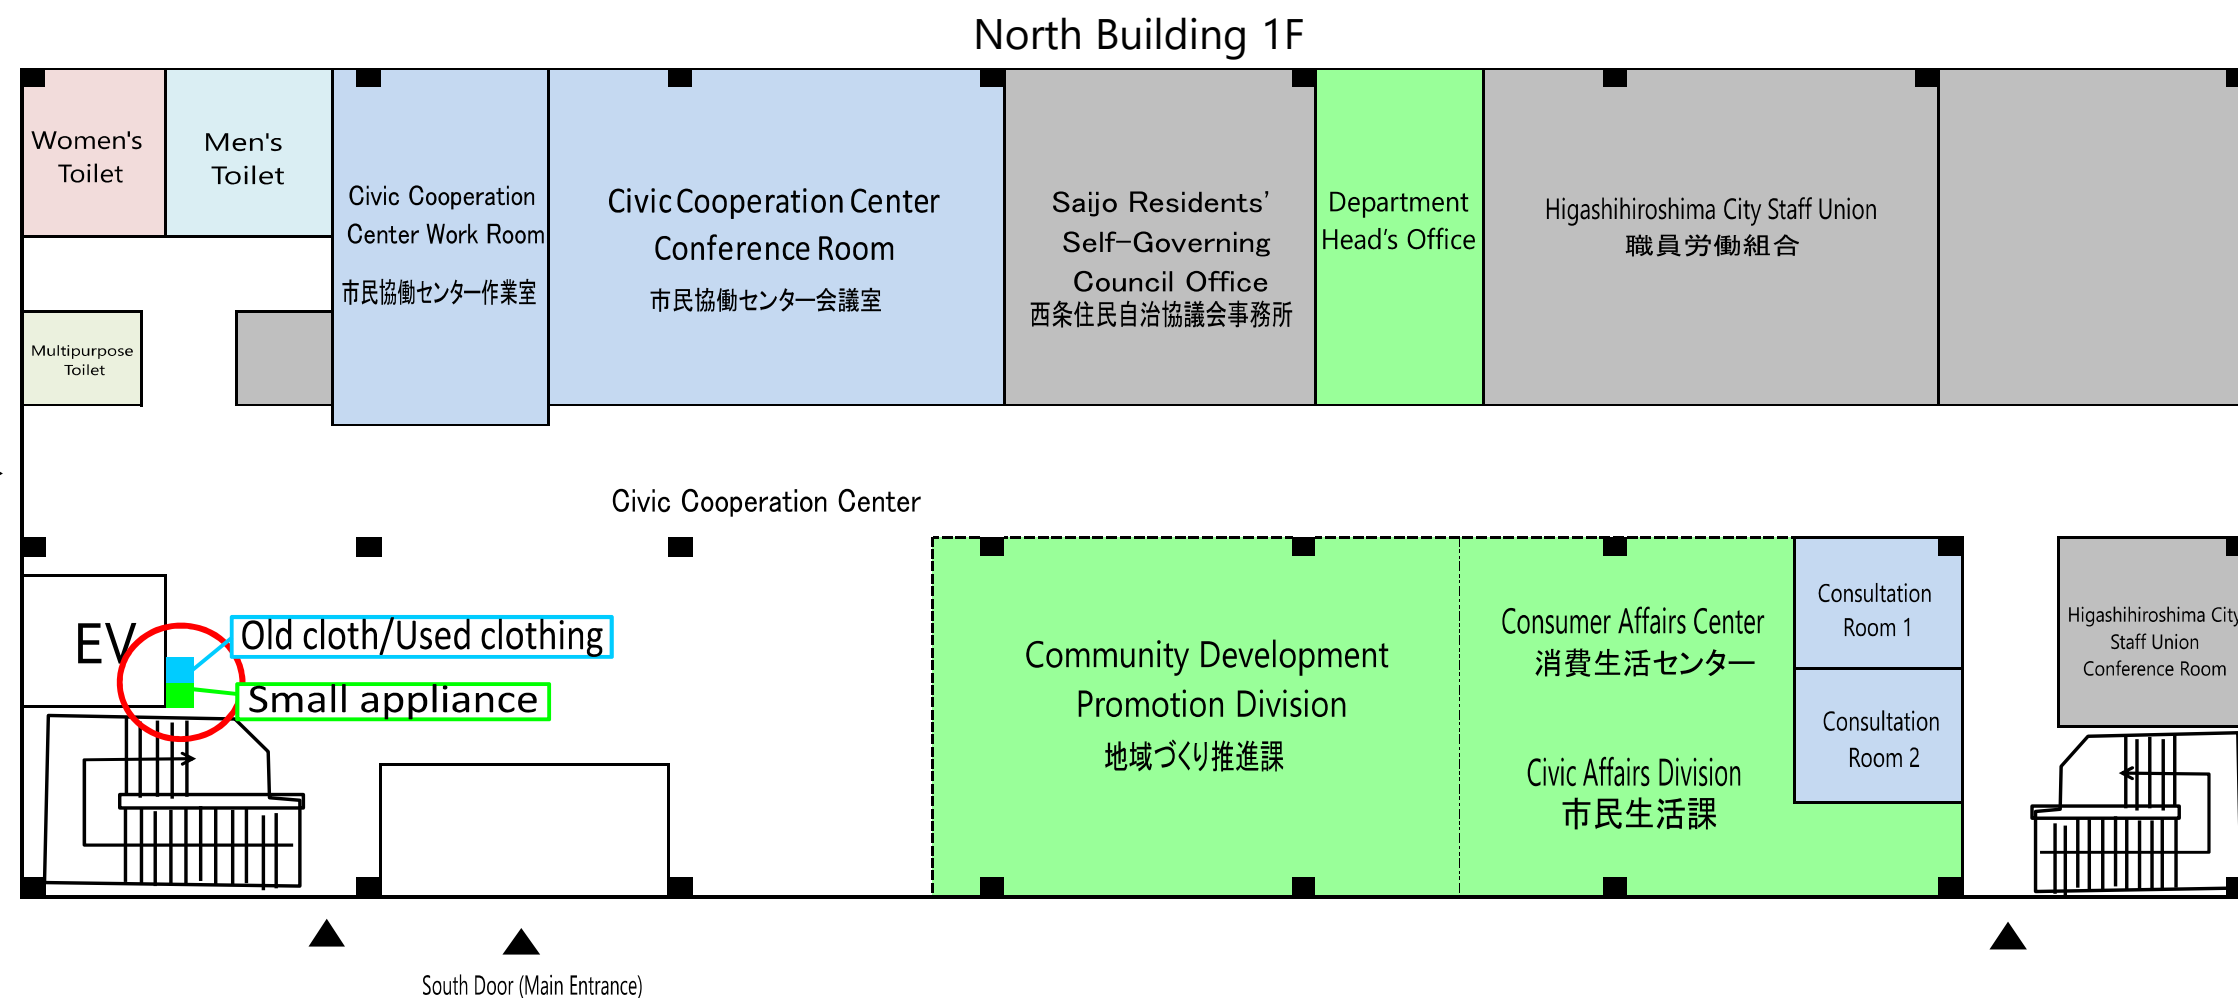 North Building 1F
Women's
Toilet
Men's
Toilet
Civic Cooperation
Center Work Room
市民協働センター作業室
Civic Cooperation Center
Conference Room
市民協働センター会議室
Saijo Residents'
Self-Governing
Council Office
西条住民自治協議会事務所
Department
Head's Office
Higashihiroshima City Staff Union
職員労働組合
Multipurpose
Toilet
Civic Cooperation Center
EV
Old cloth/Used clothing
Small appliance
Community Development
Promotion Division
地域づくり推進課
Consumer Affairs Center
消費生活センター
Civic Affairs Division
市民生活課
Consultation
Room 1
Consultation
Room 2
Higashihiroshima City
Staff Union
Conference Room
South Door (Main Entrance)